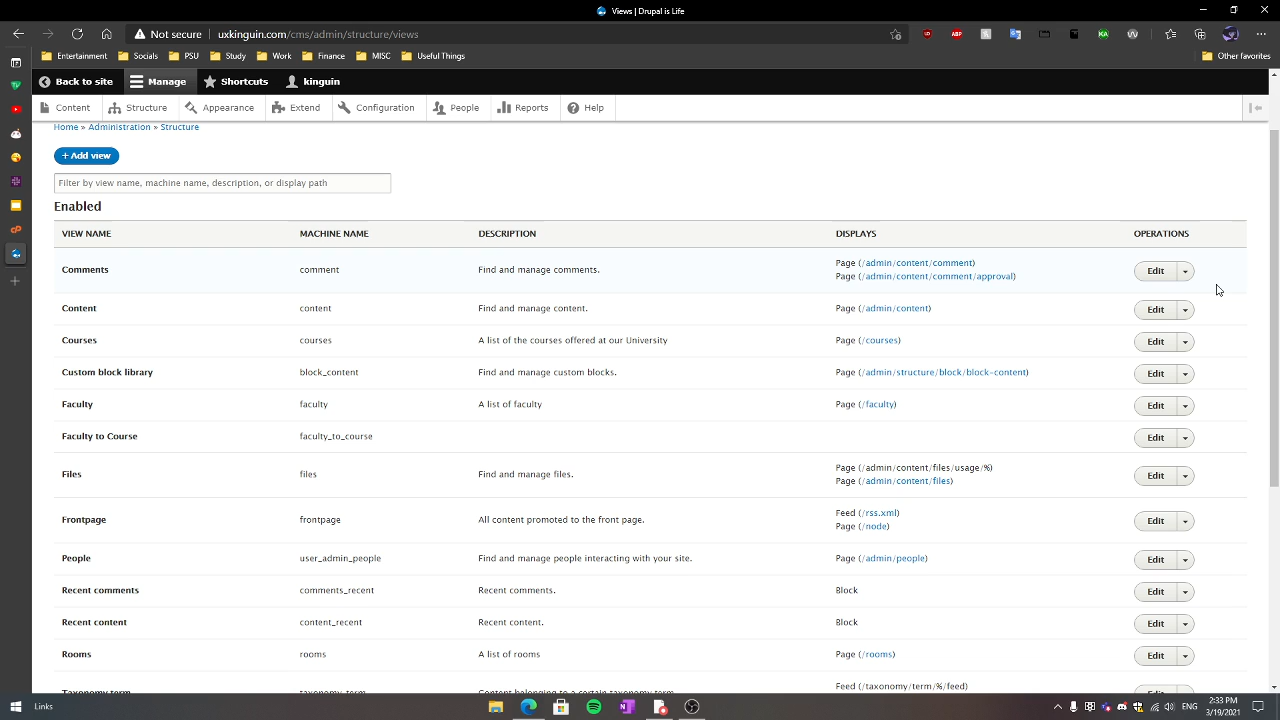 Views | Drupal is Life
Not secure uxkinguin.com/cms/admin/structure/views
Entertainment Socials PSU Study Work Finance MISC Useful Things Other favorites
Back to site Manage Shortcuts kinguin
Content Structure Appearance Extend Configuration People Reports Help
Home » Administration » Structure
+ Add view
Filter by view name, machine name, description, or display path
Enabled
VIEW NAME MACHINE NAME DESCRIPTION DISPLAYS OPERATIONS
Comments comment Find and manage comments. Page (/admin/content/comment) Edit
Page (/admin/content/comment/approval)
Content content Find and manage content. Page (/admin/content) Edit
Courses courses A list of the courses offered at our University Page (/courses) Edit
Custom block library block_content Find and manage custom blocks. Page (/admin/structure/block/block-content) Edit
Faculty faculty A list of faculty Page (/faculty) Edit
Faculty to Course faculty_to_course Edit
Files files Find and manage files. Page (/admin/content/files/usage/%) Edit
Page (/admin/content/files)
Frontpage frontpage All content promoted to the front page. Feed (/rss.xml) Edit
Page (/node)
People user_admin_people Find and manage people interacting with your site. Page (/admin/people) Edit
Recent comments comments_recent Recent comments. Block Edit
Recent content content_recent Recent content. Block Edit
Rooms rooms A list of rooms Page (/rooms) Edit
Taxonomy term taxonomy_term Content belonging to a certain taxonomy term. Feed (/taxonomy/term/%/feed)
Links 2:33 PM
3/19/2021